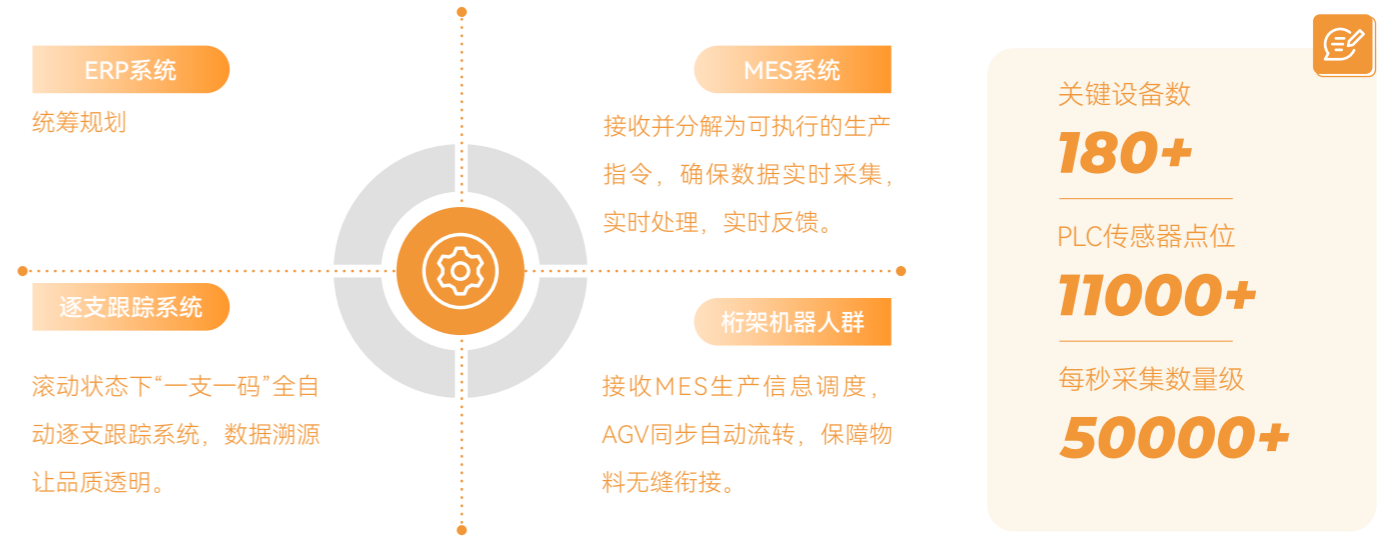 ERP系统
统筹规划
MES系统
接收并分解为可执行的生产
指令，确保数据实时采集，
实时处理，实时反馈。
逐支跟踪系统
滚动状态下“一支一码”全自
动逐支跟踪系统，数据溯源
让品质透明。
桁架机器人群
接收MES生产信息调度，
AGV同步自动流转，保障物
料无缝衔接。
关键设备数
180+
PLC传感器点位
11000+
每秒采集数量级
50000+